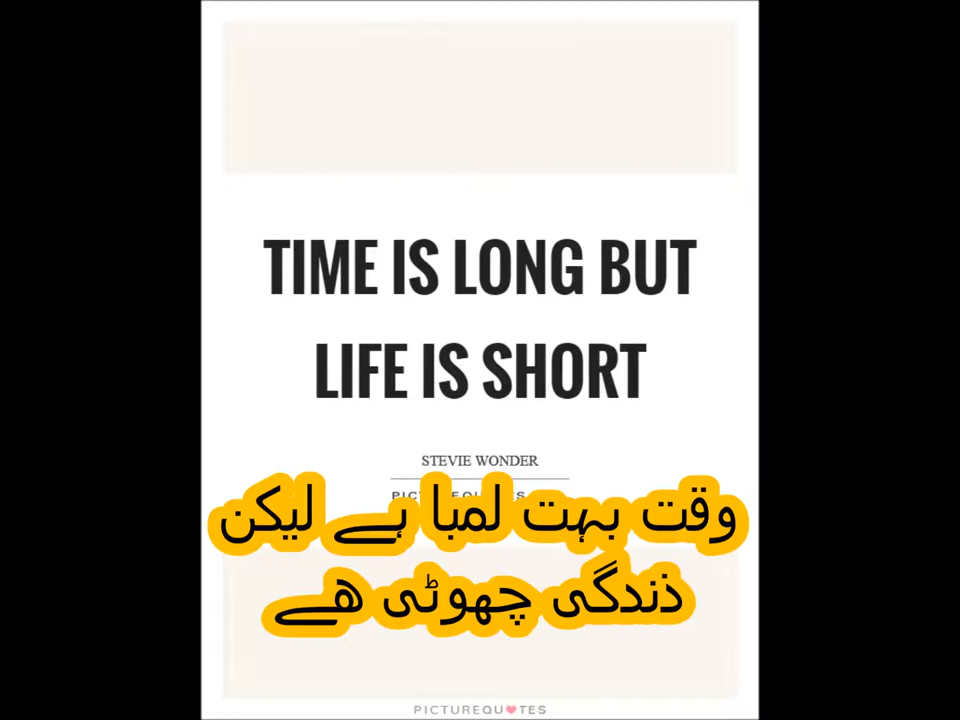 TIME IS LONG BUT
LIFE IS SHORT
STEVIE WONDER
وقت بہت لمبا ہے لیکن
ذندگی چھوٹی ھے
PICTUREQUOTES